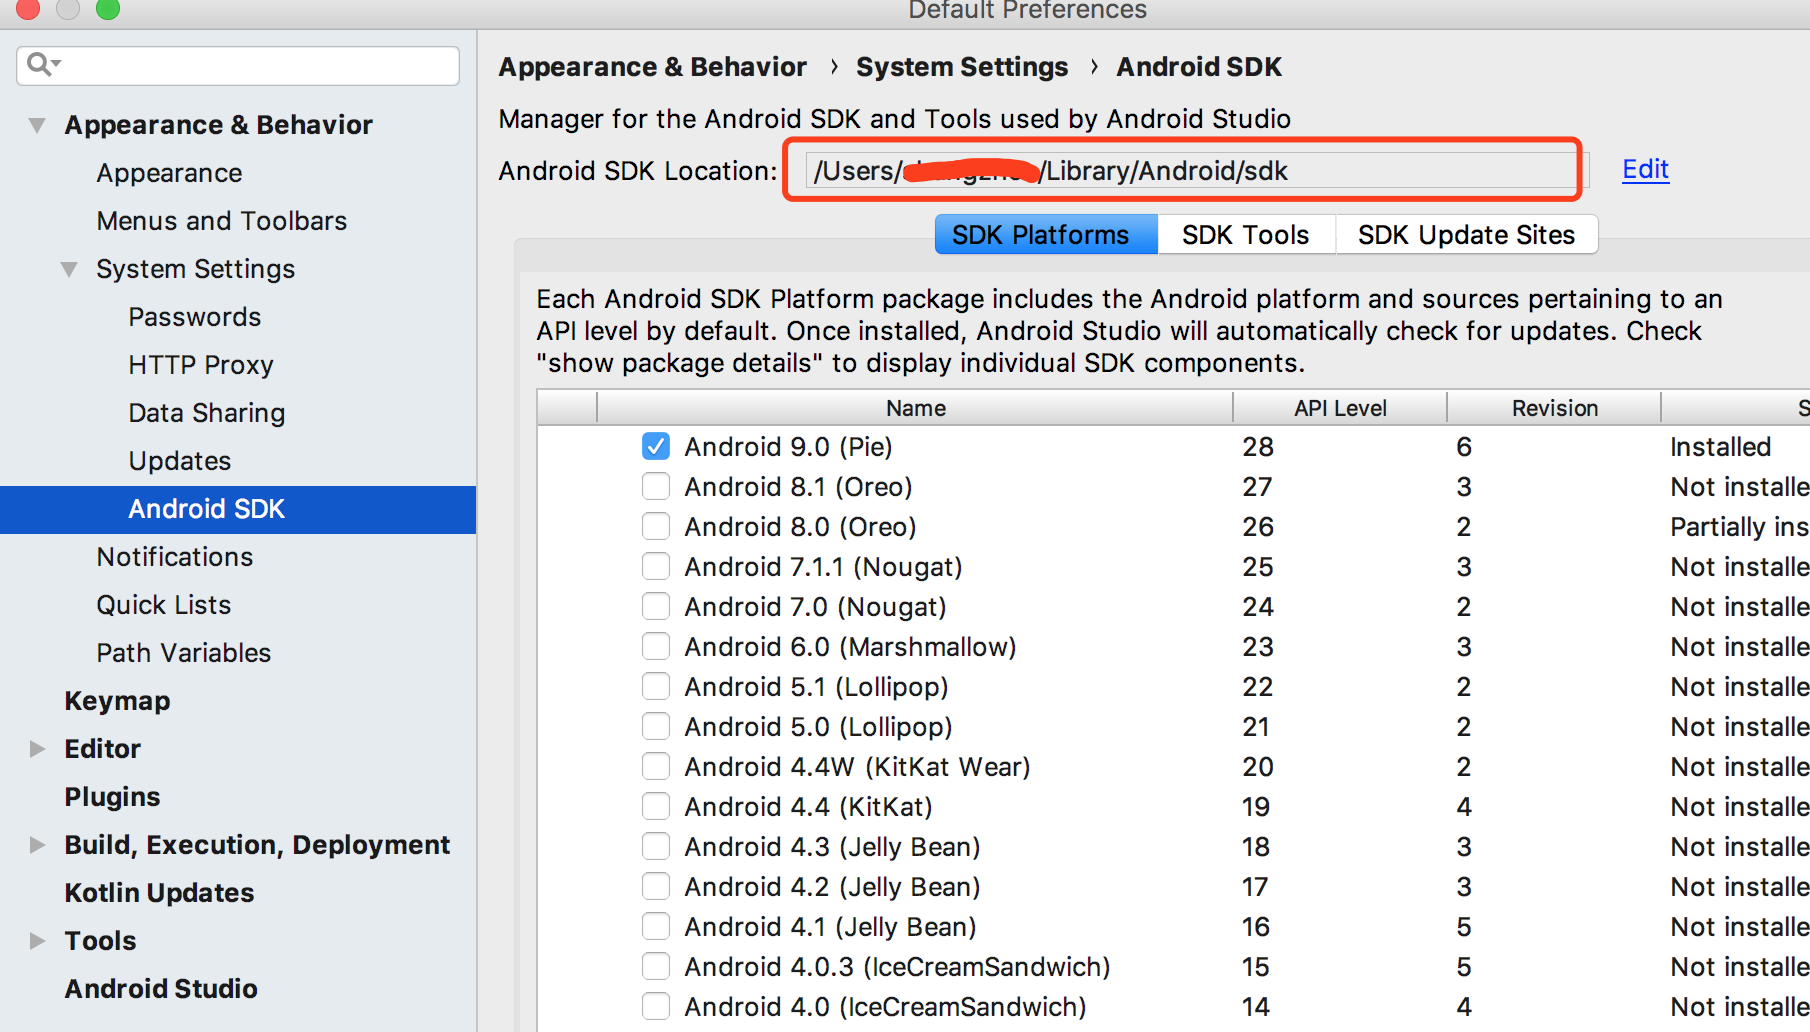 Default Preferences
Appearance & Behavior
Appearance
Menus and Toolbars
System Settings
Passwords
HTTP Proxy
Data Sharing
Updates
Android SDK
Notifications
Quick Lists
Path Variables
Keymap
Editor
Plugins
Build, Execution, Deployment
Kotlin Updates
Tools
Android Studio
Appearance & Behavior › System Settings › Android SDK
Manager for the Android SDK and Tools used by Android Studio
Android SDK Location: /Users/ /Library/Android/sdk Edit
SDK Platforms SDK Tools SDK Update Sites
Each Android SDK Platform package includes the Android platform and sources pertaining to an
API level by default. Once installed, Android Studio will automatically check for updates. Check
"show package details" to display individual SDK components.
Name API Level Revision S
Android 9.0 (Pie) 28 6 Installed
Android 8.1 (Oreo) 27 3 Not installe
Android 8.0 (Oreo) 26 2 Partially ins
Android 7.1.1 (Nougat) 25 3 Not installe
Android 7.0 (Nougat) 24 2 Not installe
Android 6.0 (Marshmallow) 23 3 Not installe
Android 5.1 (Lollipop) 22 2 Not installe
Android 5.0 (Lollipop) 21 2 Not installe
Android 4.4W (KitKat Wear) 20 2 Not installe
Android 4.4 (KitKat) 19 4 Not installe
Android 4.3 (Jelly Bean) 18 3 Not installe
Android 4.2 (Jelly Bean) 17 3 Not installe
Android 4.1 (Jelly Bean) 16 5 Not installe
Android 4.0.3 (IceCreamSandwich) 15 5 Not installe
Android 4.0 (IceCreamSandwich) 14 4 Not installe